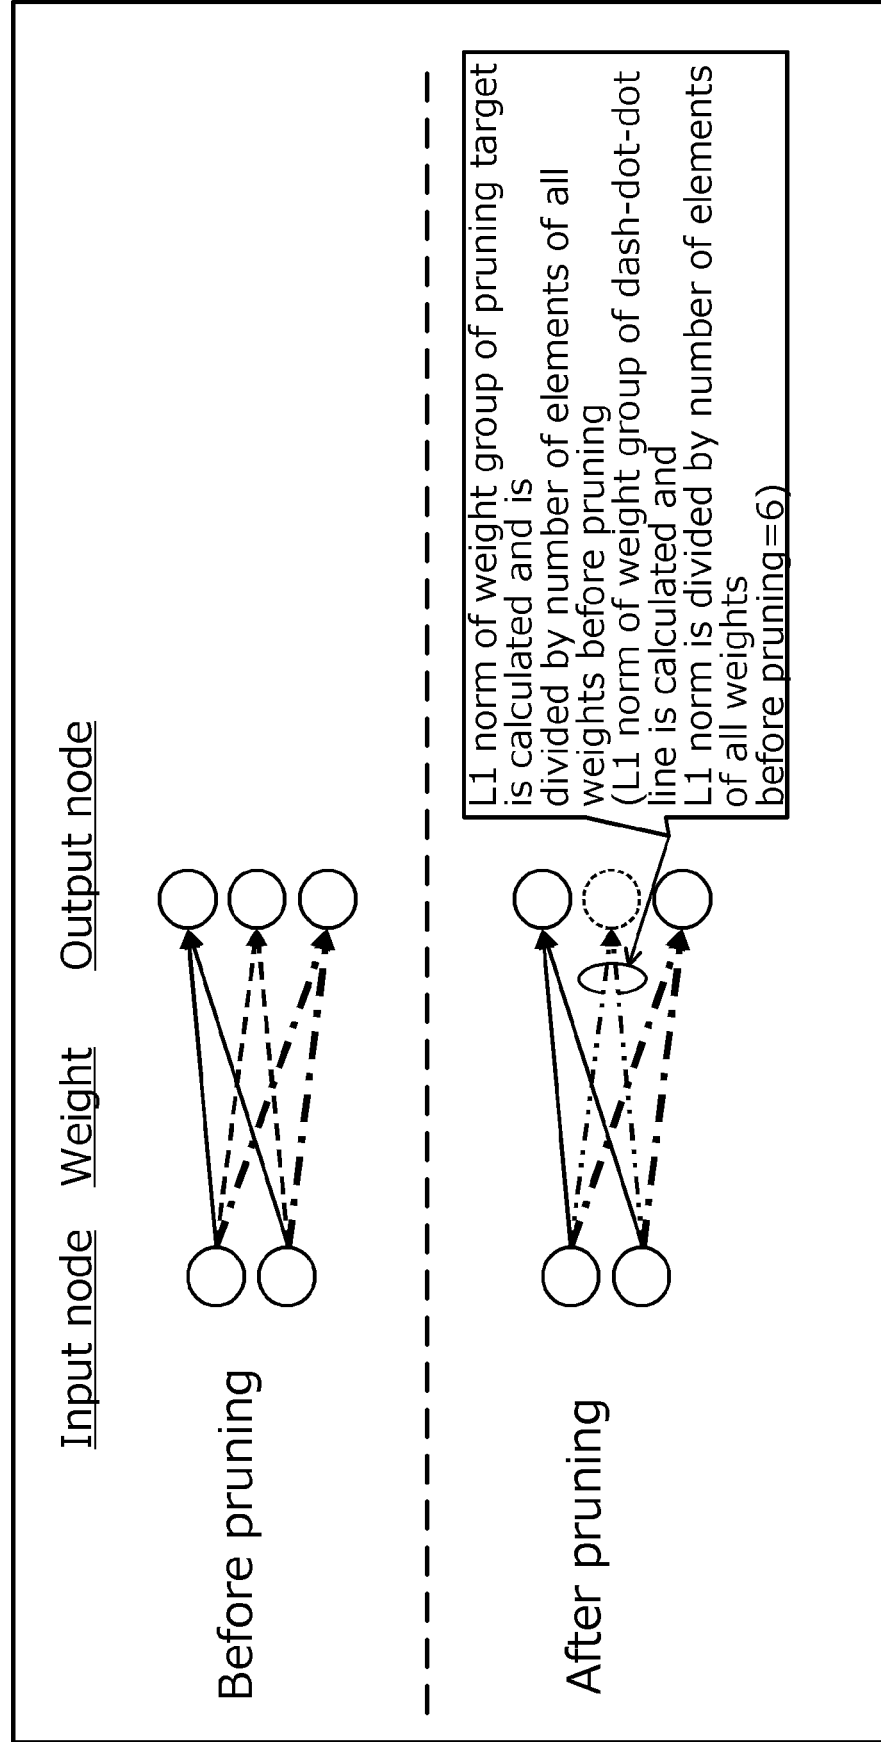 Input node
Weight
Output node
Before pruning
After pruning
L1 norm of weight group of pruning target
is calculated and is
divided by number of elements of all
weights before pruning
(L1 norm of weight group of dash-dot-dot
line is calculated and
L1 norm is divided by number of elements
of all weights
before pruning=6)